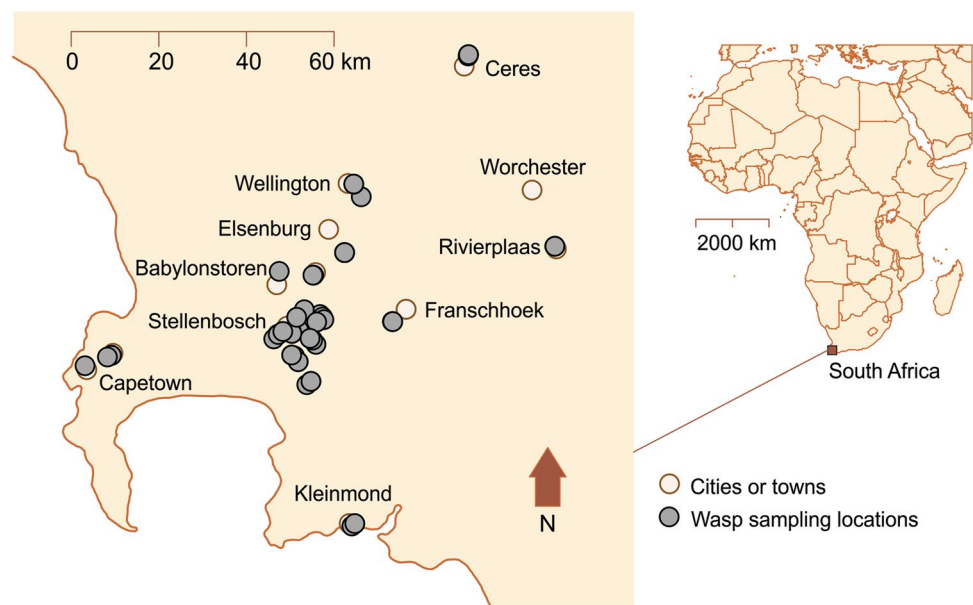 0 20 40 60 km
Ceres
Worchester
Wellington
Elsenburg
Rivierplaas
Babylonstoren
Franschhoek
Stellenbosch
Capetown
Kleinmond
N
2000 km
South Africa
Cities or towns
Wasp sampling locations